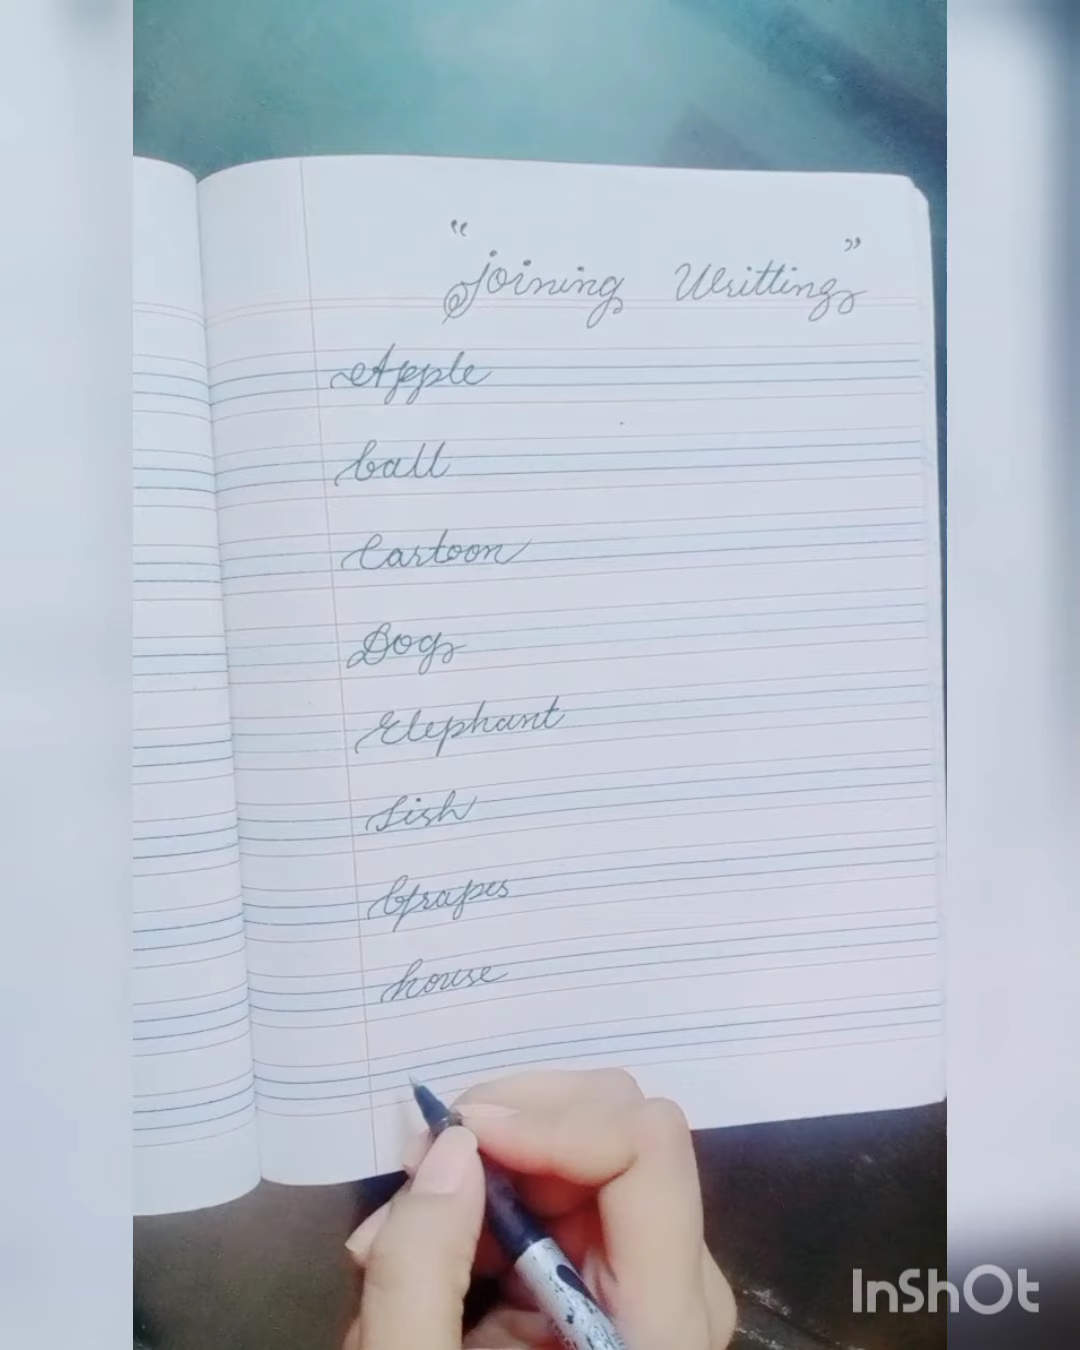 "Joining Writting"
Apple
ball
Cartoon
Dog
Elephant
fish
Grapes
house
InShOt